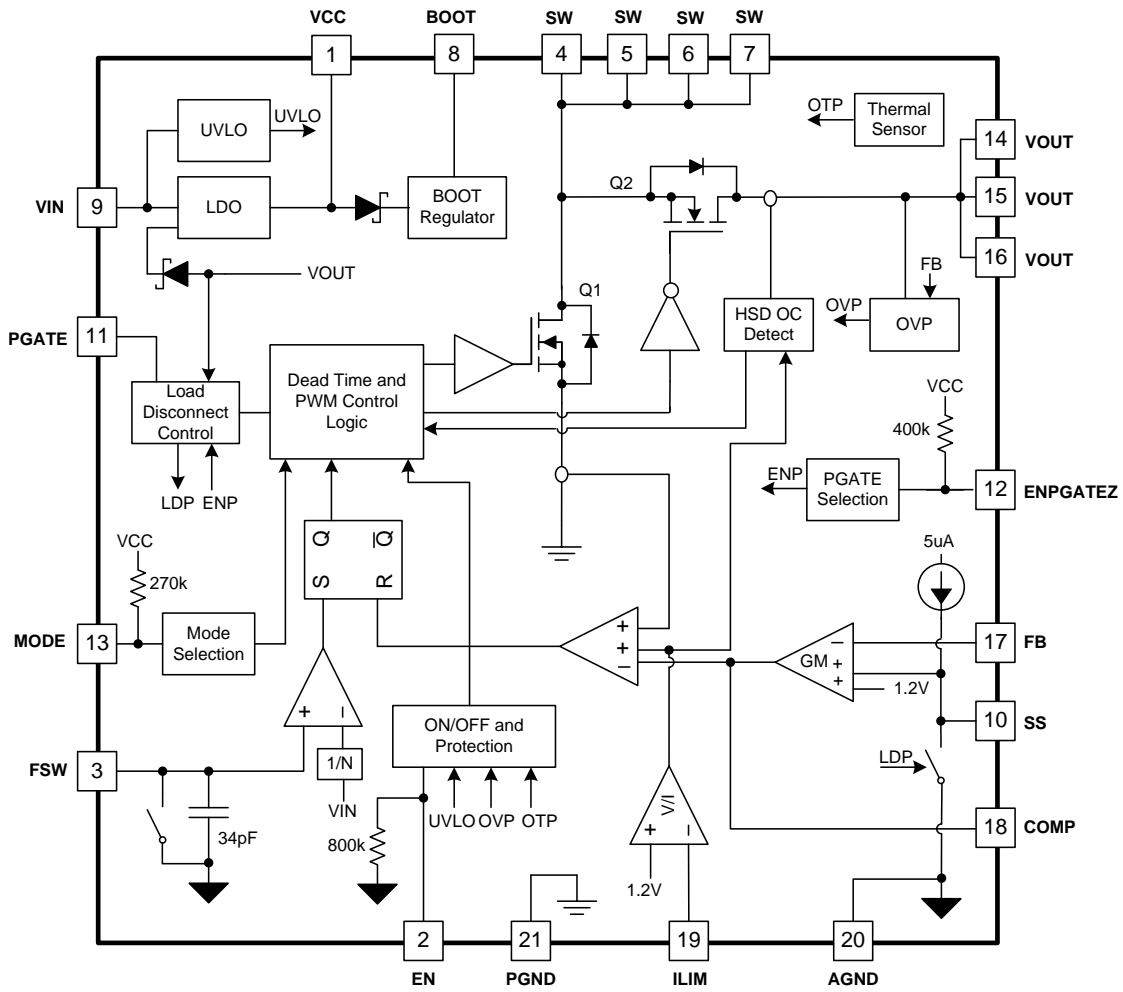 VCC
BOOT
SW
SW
SW
SW
1
8
4
5
6
7
UVLO
UVLO
OTP
Thermal
Sensor
14
VOUT
VIN
9
LDO
BOOT
Regulator
Q2
15
VOUT
16
VOUT
VOUT
FB
PGATE
11
Q1
HSD OC
Detect
OVP
OVP
Load
Disconnect
Control
Dead Time and
PWM Control
Logic
VCC
400k
LDP
ENP
ENP
PGATE
Selection
12
ENPGATEZ
VCC
270k
S
Q
R
Q
5uA
MODE
13
Mode
Selection
+
+
−
GM
−
+
+
1.2V
17
FB
+
−
ON/OFF and
Protection
10
SS
FSW
3
1/N
VIN
LDP
34pF
800k
UVLO
OVP
OTP
V/I
+
−
1.2V
18
COMP
2
21
19
20
EN
PGND
ILIM
AGND